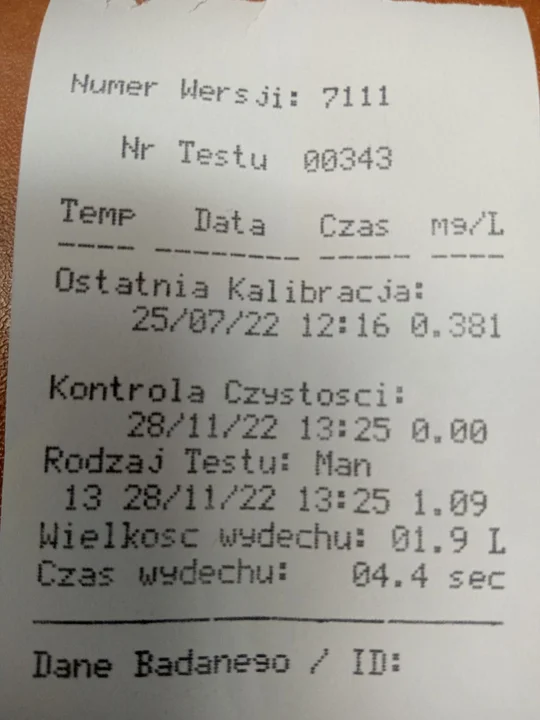 Numer Wersji: 7111
Nr Testu 00343
Temp Data Czas mg/L
Ostatnia Kalibracja:
25/07/22 12:16 0.381
Kontrola Czystosci:
28/11/22 13:25 0.00
Rodzaj Testu: Man
13 28/11/22 13:25 1.09
Wielkosc wydechu: 01.9 L
Czas wydechu: 04.4 sec
Dane Badanego / ID: